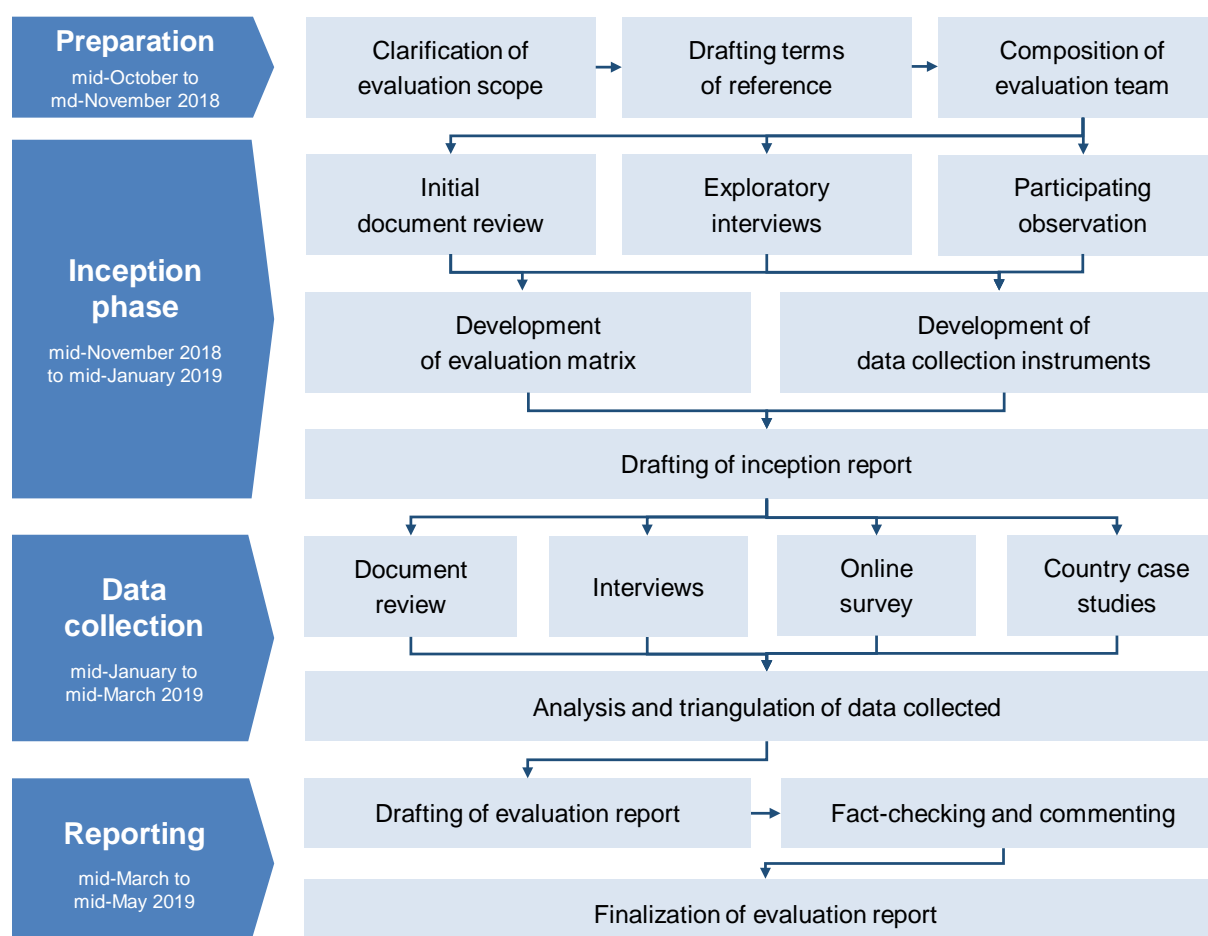 Preparation
mid-October to
md-November 2018
Clarification of
evaluation scope
Drafting terms
of reference
Composition of
evaluation team
Inception
phase
mid-November 2018
to mid-January 2019
Initial
document review
Exploratory
interviews
Participating
observation
Development
of evaluation matrix
Development of
data collection instruments
Drafting of inception report
Data
collection
mid-January to
mid-March 2019
Document
review
Interviews
Online
survey
Country case
studies
Analysis and triangulation of data collected
Reporting
mid-March to
mid-May 2019
Drafting of evaluation report
Fact-checking and commenting
Finalization of evaluation report